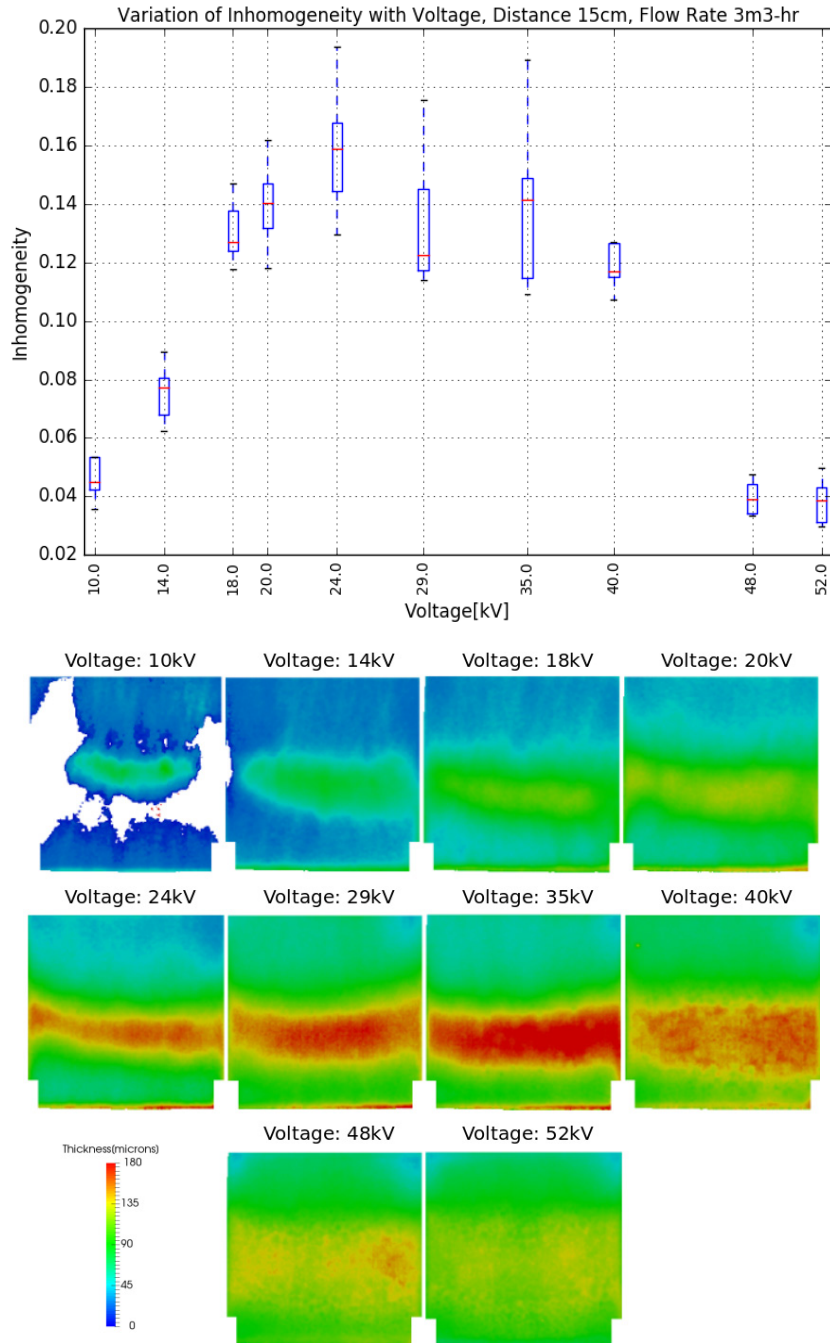 Variation of Inhomogeneity with Voltage, Distance 15cm, Flow Rate 3m3-hr
0.20
0.18
0.16
0.14
0.12
0.10
0.08
0.06
0.04
0.02
Inhomogeneity
10.0 14.0 18.0 20.0 24.0 29.0 35.0 40.0 48.0 52.0
Voltage[kV]
Voltage: 10kV Voltage: 14kV Voltage: 18kV Voltage: 20kV
Voltage: 24kV Voltage: 29kV Voltage: 35kV Voltage: 40kV
Voltage: 48kV Voltage: 52kV
Thickness[microns]
180
135
90
45
0